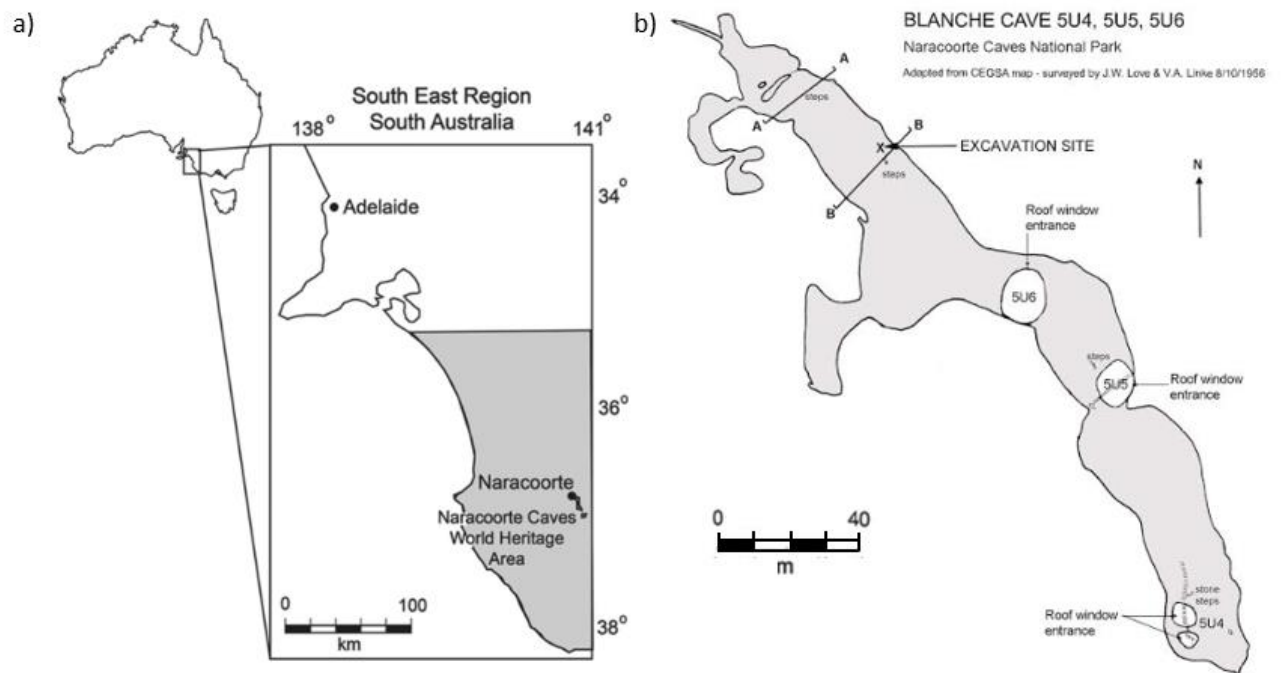 a)
South East Region
South Australia
138°
141°
34°
Adelaide
36°
Naracoorte
Naracoorte Caves
World Heritage
Area
0
100
km
38°
b)
BLANCHE CAVE 5U4, 5U5, 5U6
Naracoorte Caves National Park
Adapted from CEGSA map - surveyed by J.W. Love & V.A. Linke 8/10/1956
A
steps
A
B
X
EXCAVATION SITE
steps
B
N
Roof window
entrance
5U6
steps
5U5
Roof window
entrance
0
40
m
stone
steps
Roof window
entrance
5U4